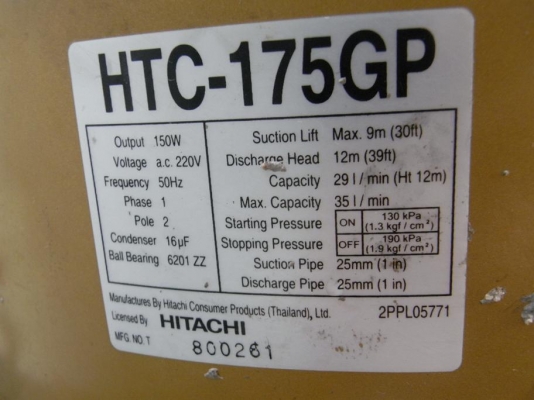 HTC-175GP
Output 150W
Voltage a.c. 220V
Frequency 50Hz
Phase 1
Pole 2
Condenser 16µF
Ball Bearing 6201 ZZ
Suction Lift Max. 9m (30ft)
Discharge Head 12m (39ft)
Capacity 29 l / min (Ht 12m)
Max. Capacity 35 l / min
Starting Pressure ON 130 kPa (1.3 kgf / cm²)
Stopping Pressure OFF 190 kPa (1.9 kgf / cm²)
Suction Pipe 25mm (1 in)
Discharge Pipe 25mm (1 in)
Manufactures By Hitachi Consumer Products (Thailand), Ltd. 2PPL05771
Licensed By HITACHI
MFG. NO. T 800261